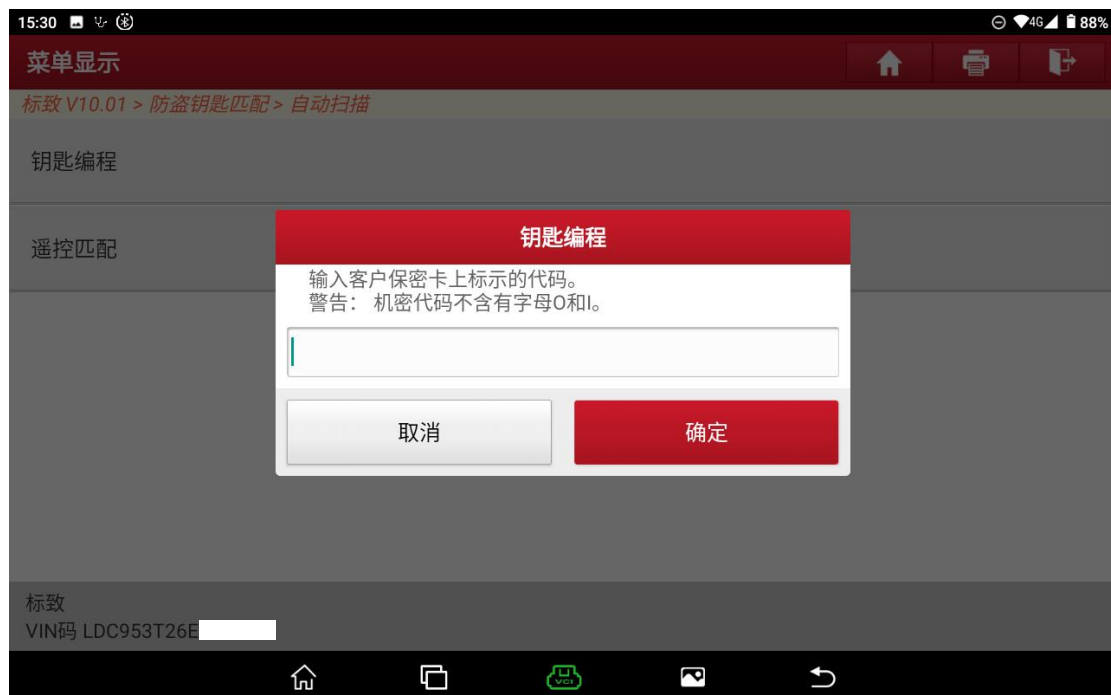 15:30
4G
88%
菜单显示
标致 V10.01 > 防盗钥匙匹配 > 自动扫描
钥匙编程
遥控匹配
钥匙编程
输入客户保密卡上标示的代码。
警告： 机密代码不含有字母O和I。
取消
确定
标致
VIN码 LDC953T26E
VCI